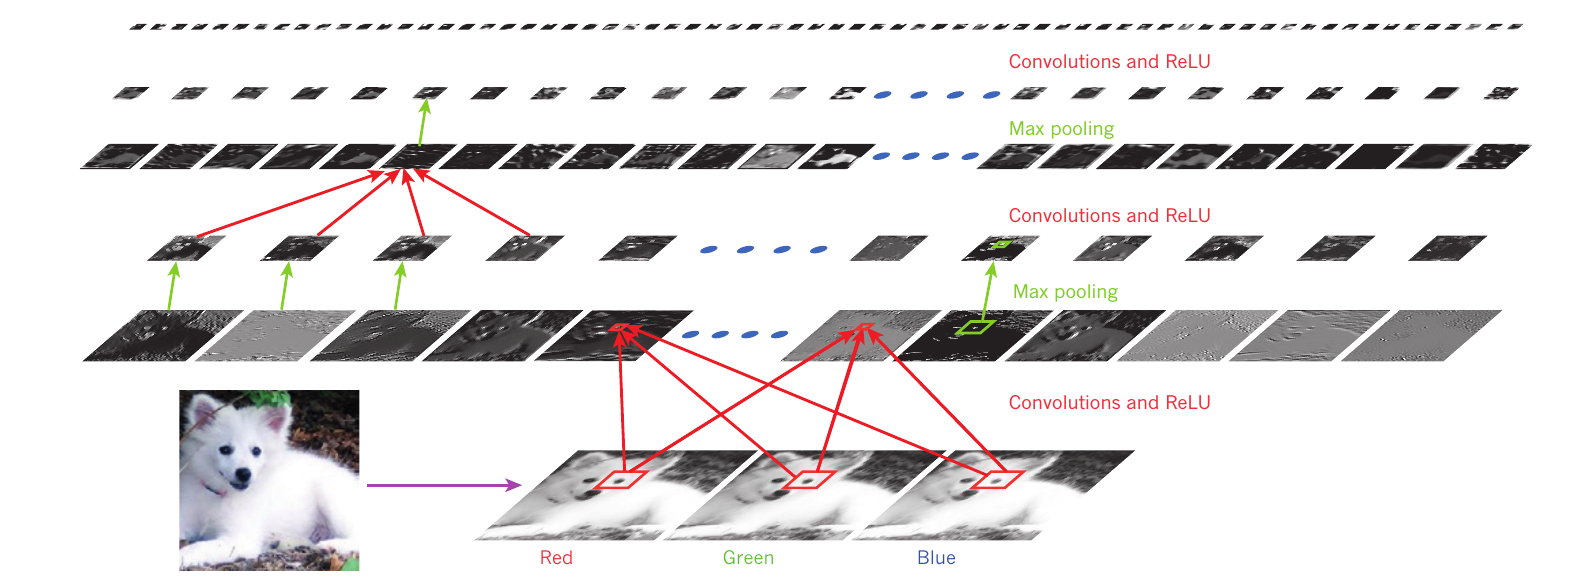 Convolutions and ReLU
Max pooling
Convolutions and ReLU
Max pooling
Convolutions and ReLU
Red
Green
Blue